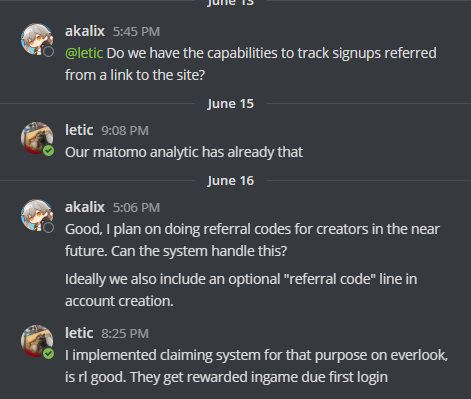 June 13
akalix 5:45 PM
@letic Do we have the capabilities to track signups referred
from a link to the site?
June 15
letic 9:08 PM
Our matomo analytic has already that
June 16
akalix 5:06 PM
Good, I plan on doing referral codes for creators in the near
future. Can the system handle this?
Ideally we also include an optional "referral code" line in
account creation.
letic 8:25 PM
I implemented claiming system for that purpose on everlook,
is rl good. They get rewarded ingame due first login